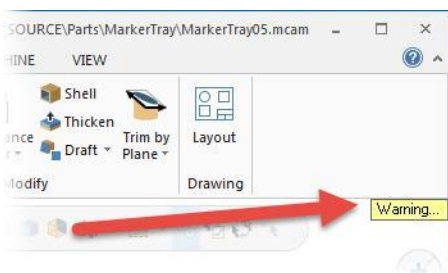 SOURCE\Parts\MarkerTray\MarkerTray05.mcam
HINE VIEW
Shell
Thicken
Draft
Trim by
Plane
Layout
ance
Modify
Drawing
Warning...